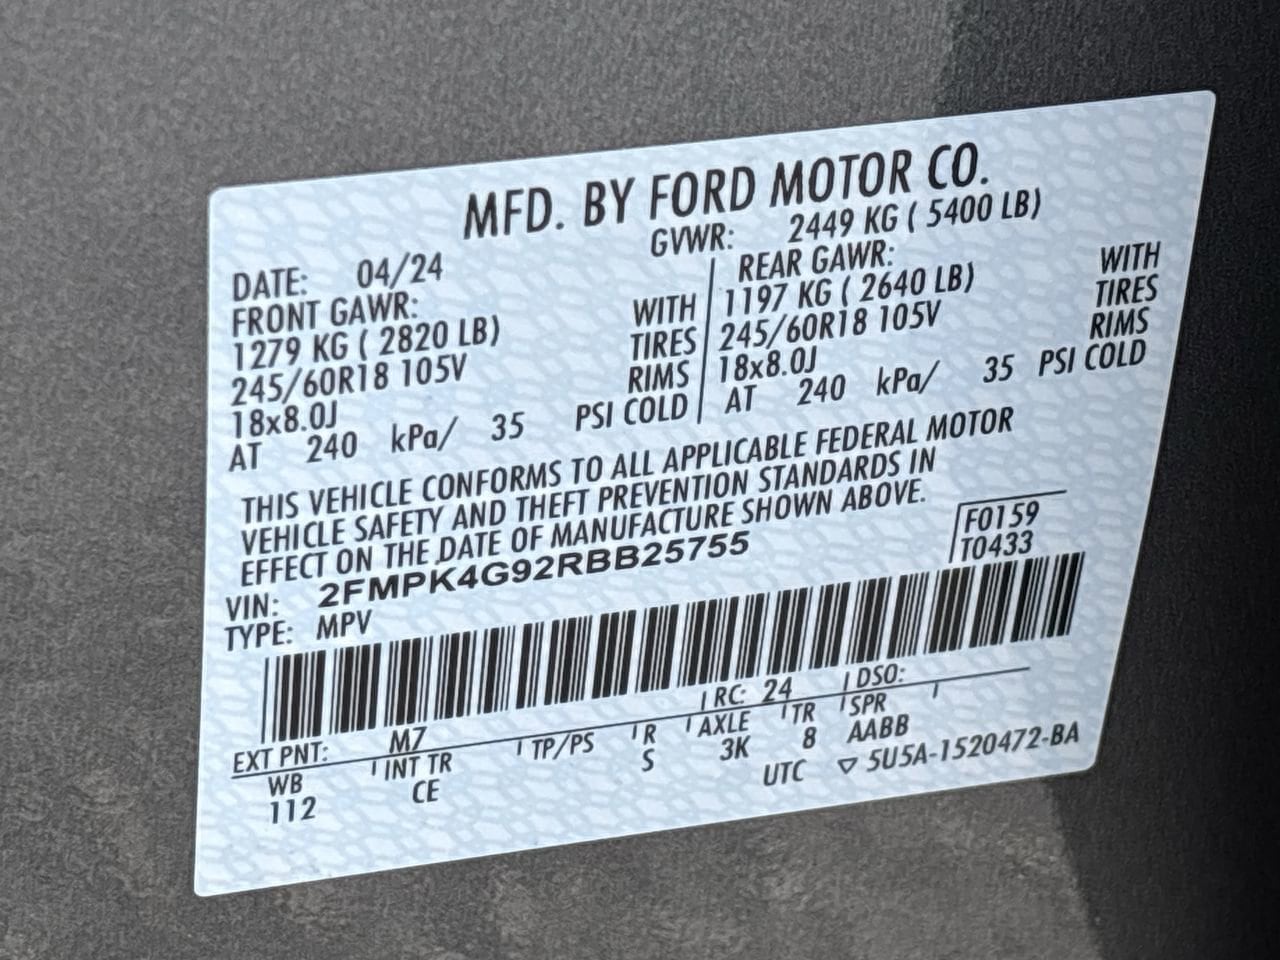 MFD. BY FORD MOTOR CO.
DATE: 04/24 GVWR: 2449 KG ( 5400 LB)
FRONT GAWR: REAR GAWR:
1279 KG ( 2820 LB) WITH 1197 KG ( 2640 LB) WITH
245/60R18 105V TIRES 245/60R18 105V TIRES
18x8.0J RIMS 18x8.0J RIMS
AT 240 kPa/ 35 PSI COLD AT 240 kPa/ 35 PSI COLD
THIS VEHICLE CONFORMS TO ALL APPLICABLE FEDERAL MOTOR
VEHICLE SAFETY AND THEFT PREVENTION STANDARDS IN
EFFECT ON THE DATE OF MANUFACTURE SHOWN ABOVE.
F0159
VIN: 2FMPK4G92RBB25755 T0433
TYPE: MPV
EXT PNT: M7 RC: 24 DSO:
WB INT TR TP/PS R AXLE TR SPR
112 CE S 3K 8 AABB
UTC ▽ 5U5A-1520472-BA